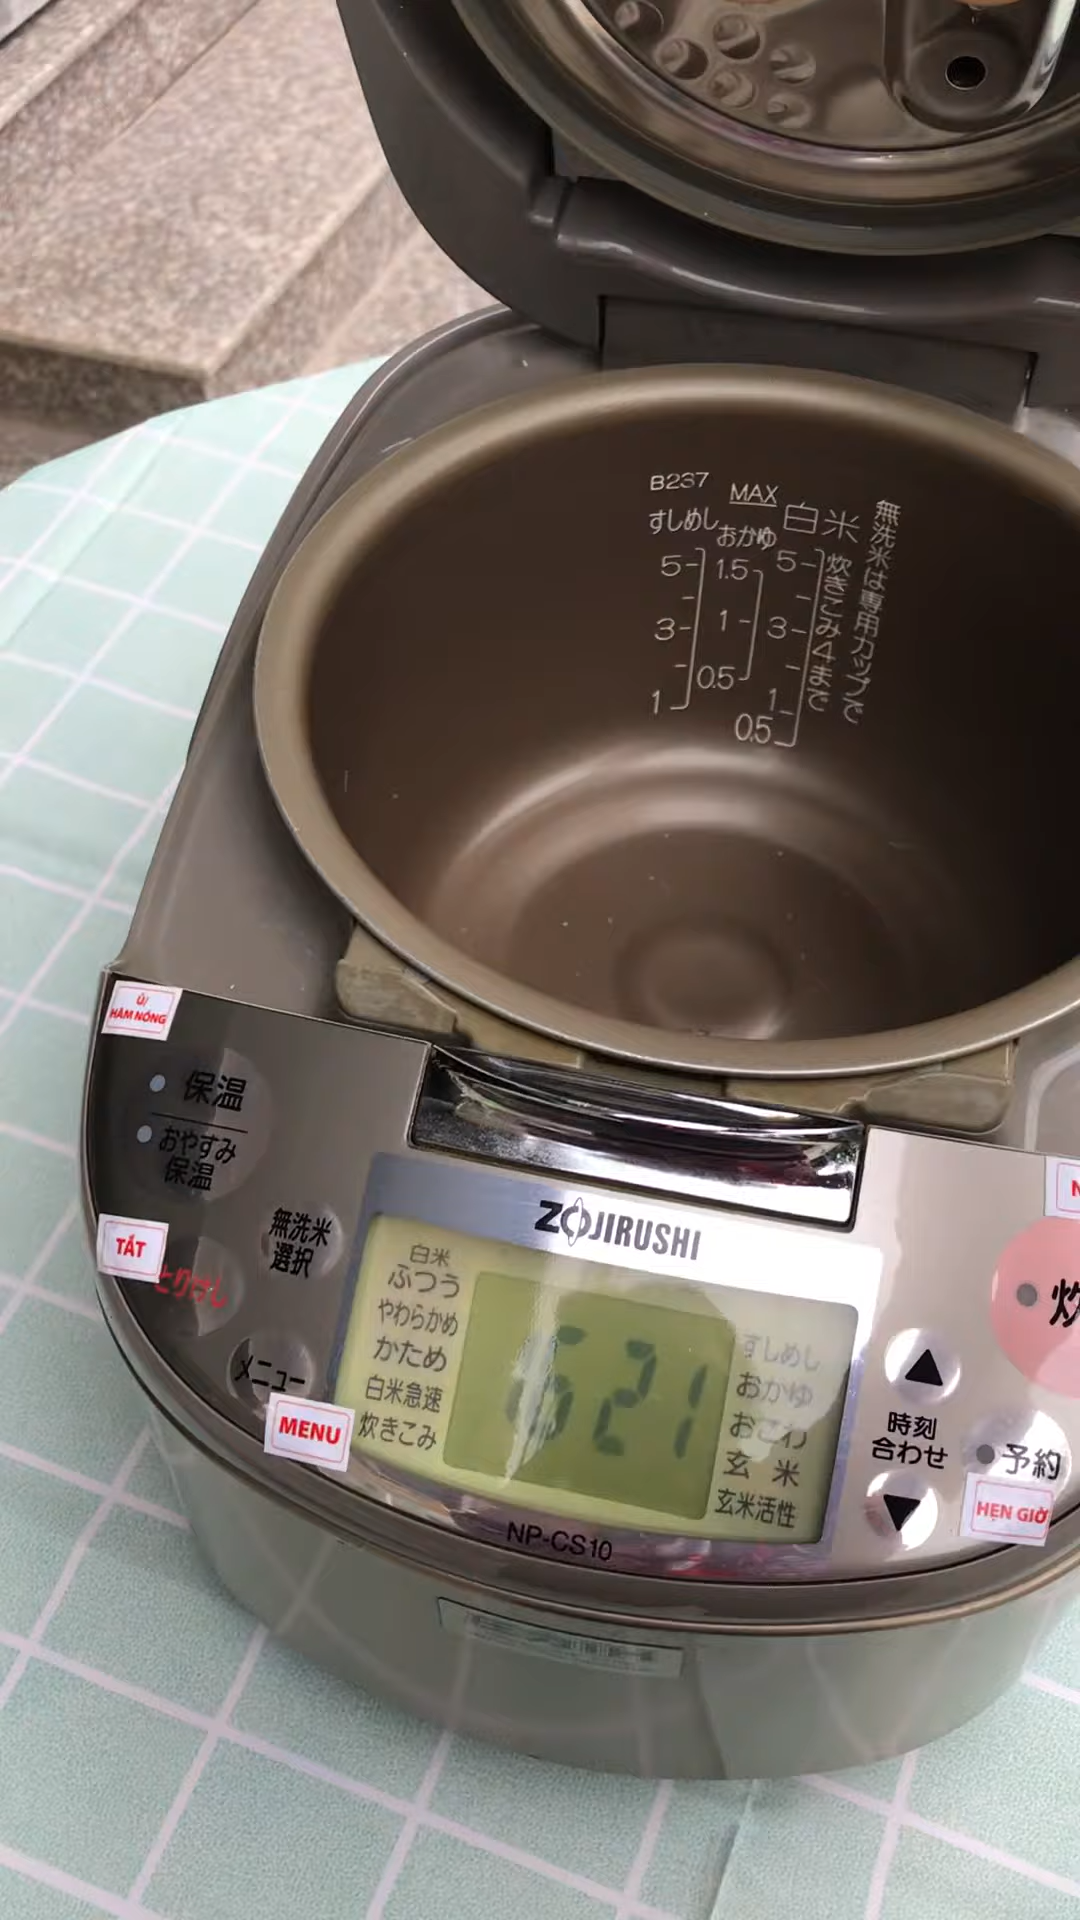 B237
MAX
すしめし
おかゆ
白米
無洗米は専用カップで
炊きこみ4まで
5
3
1
1.5
1
0.5
5
3
1
0.5
Ủ/
HÂM NÓNG
保温
おやすみ
保温
TẮT
とりけし
無洗米
選択
メニュー
MENU
ZOJIRUSHI
白米
ふつう
やわらかめ
かため
白米急速
炊きこみ
6:21
すしめし
おかゆ
おこわ
玄米
玄米活性
NP-CS10
時刻
合わせ
予約
HẸN GIỜ
N
炊